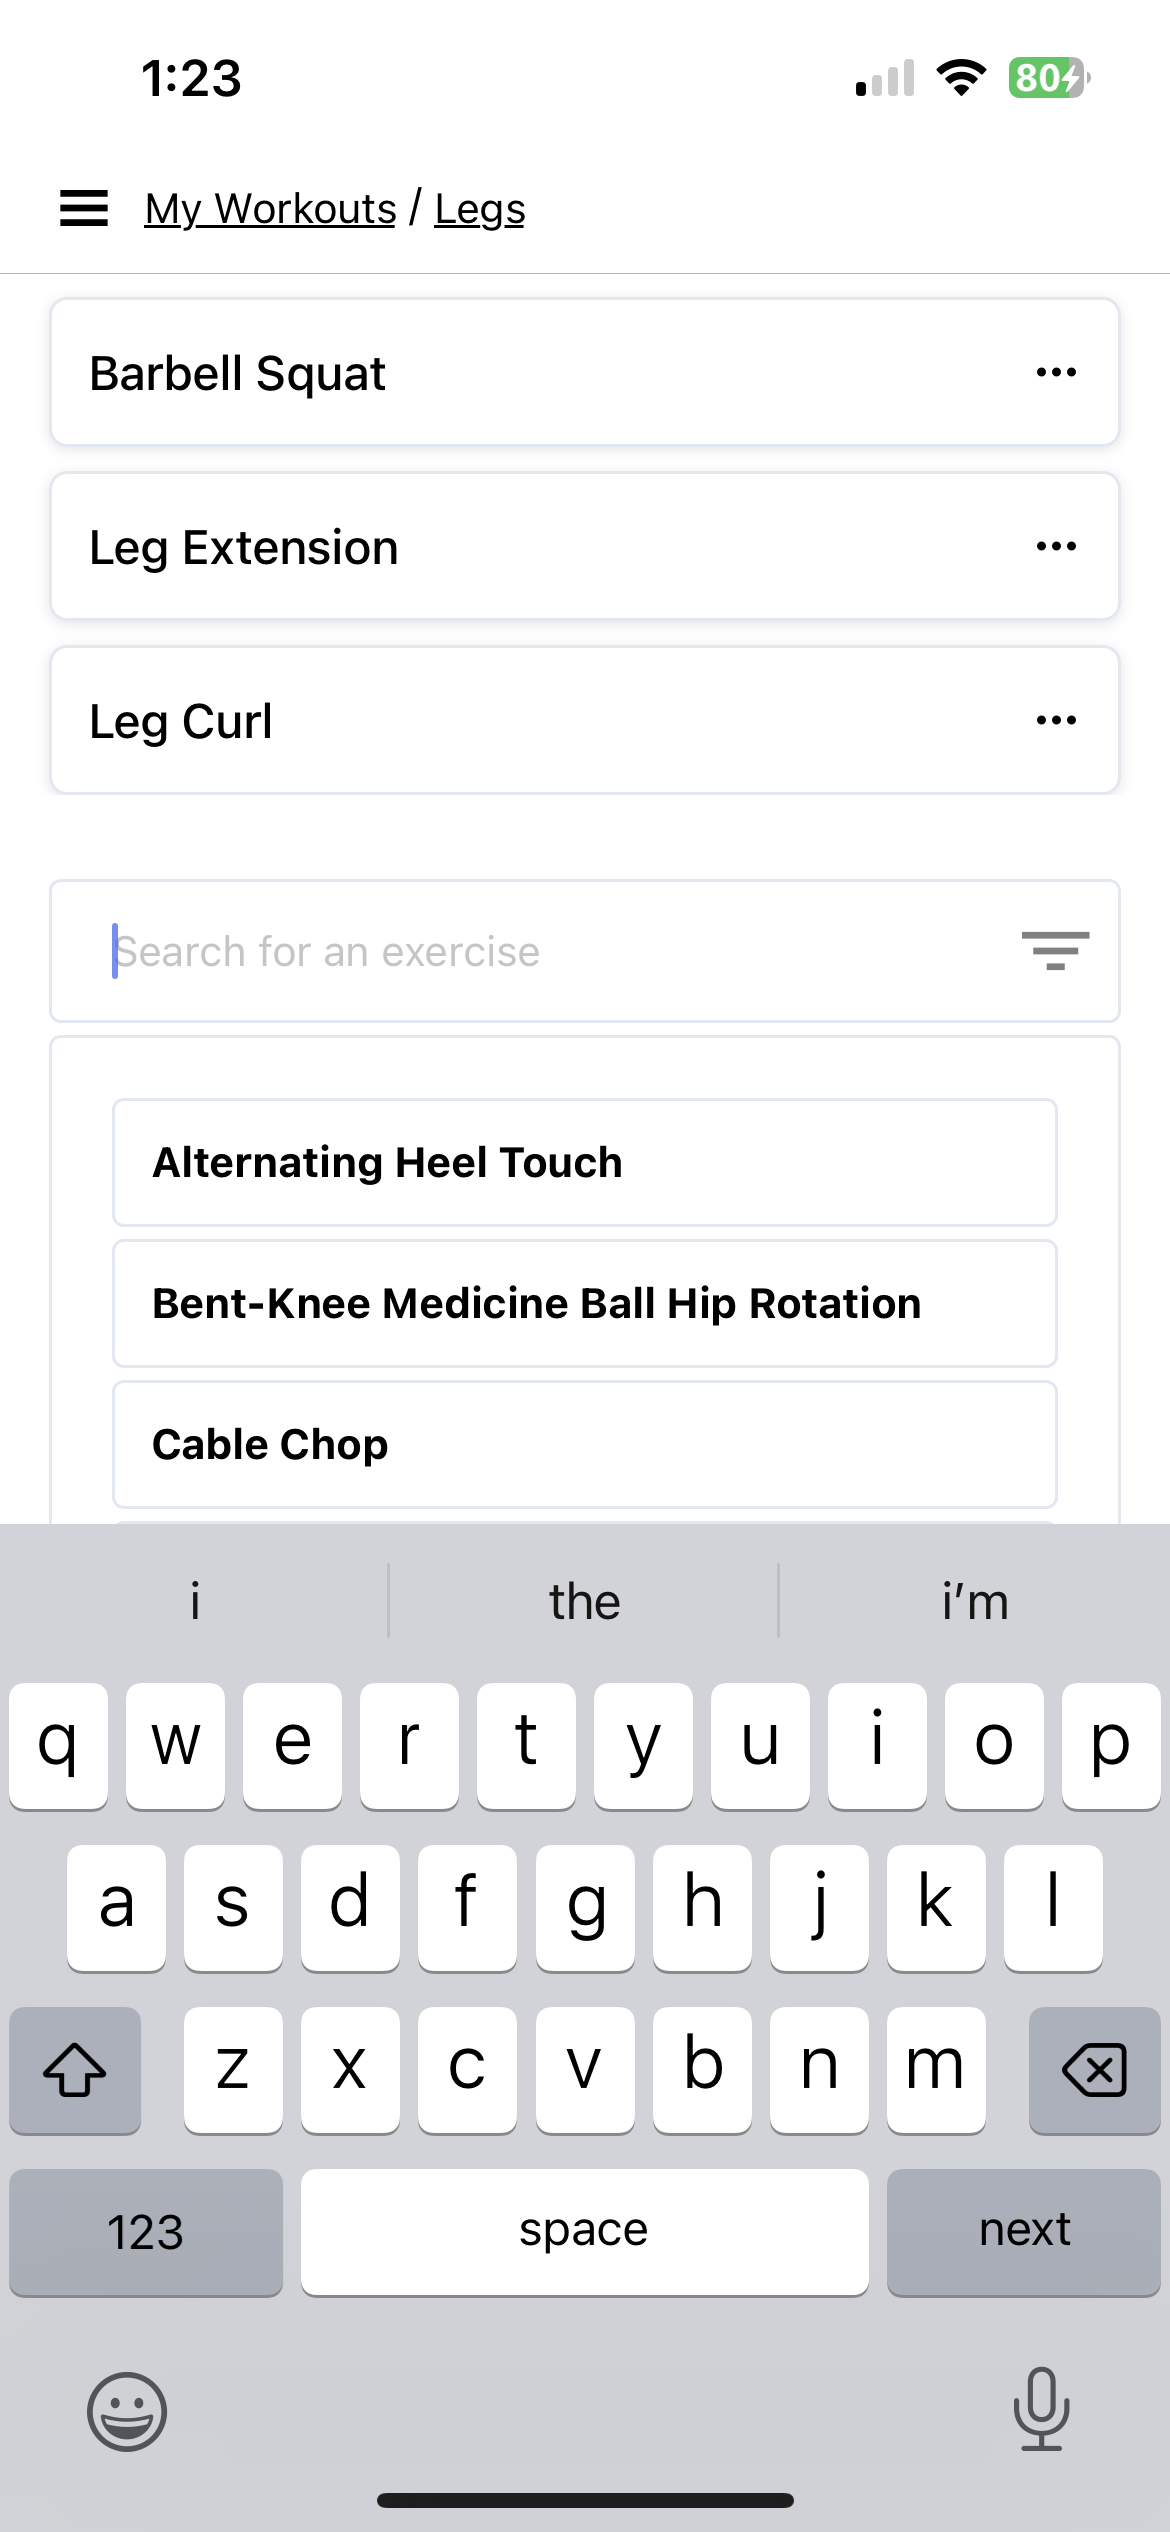 1:23
80
My Workouts / Legs
Barbell Squat
Leg Extension
Leg Curl
Search for an exercise
Alternating Heel Touch
Bent-Knee Medicine Ball Hip Rotation
Cable Chop
i the i'm
q w e r t y u i o p
a s d f g h j k l
z x c v b n m
123 space next